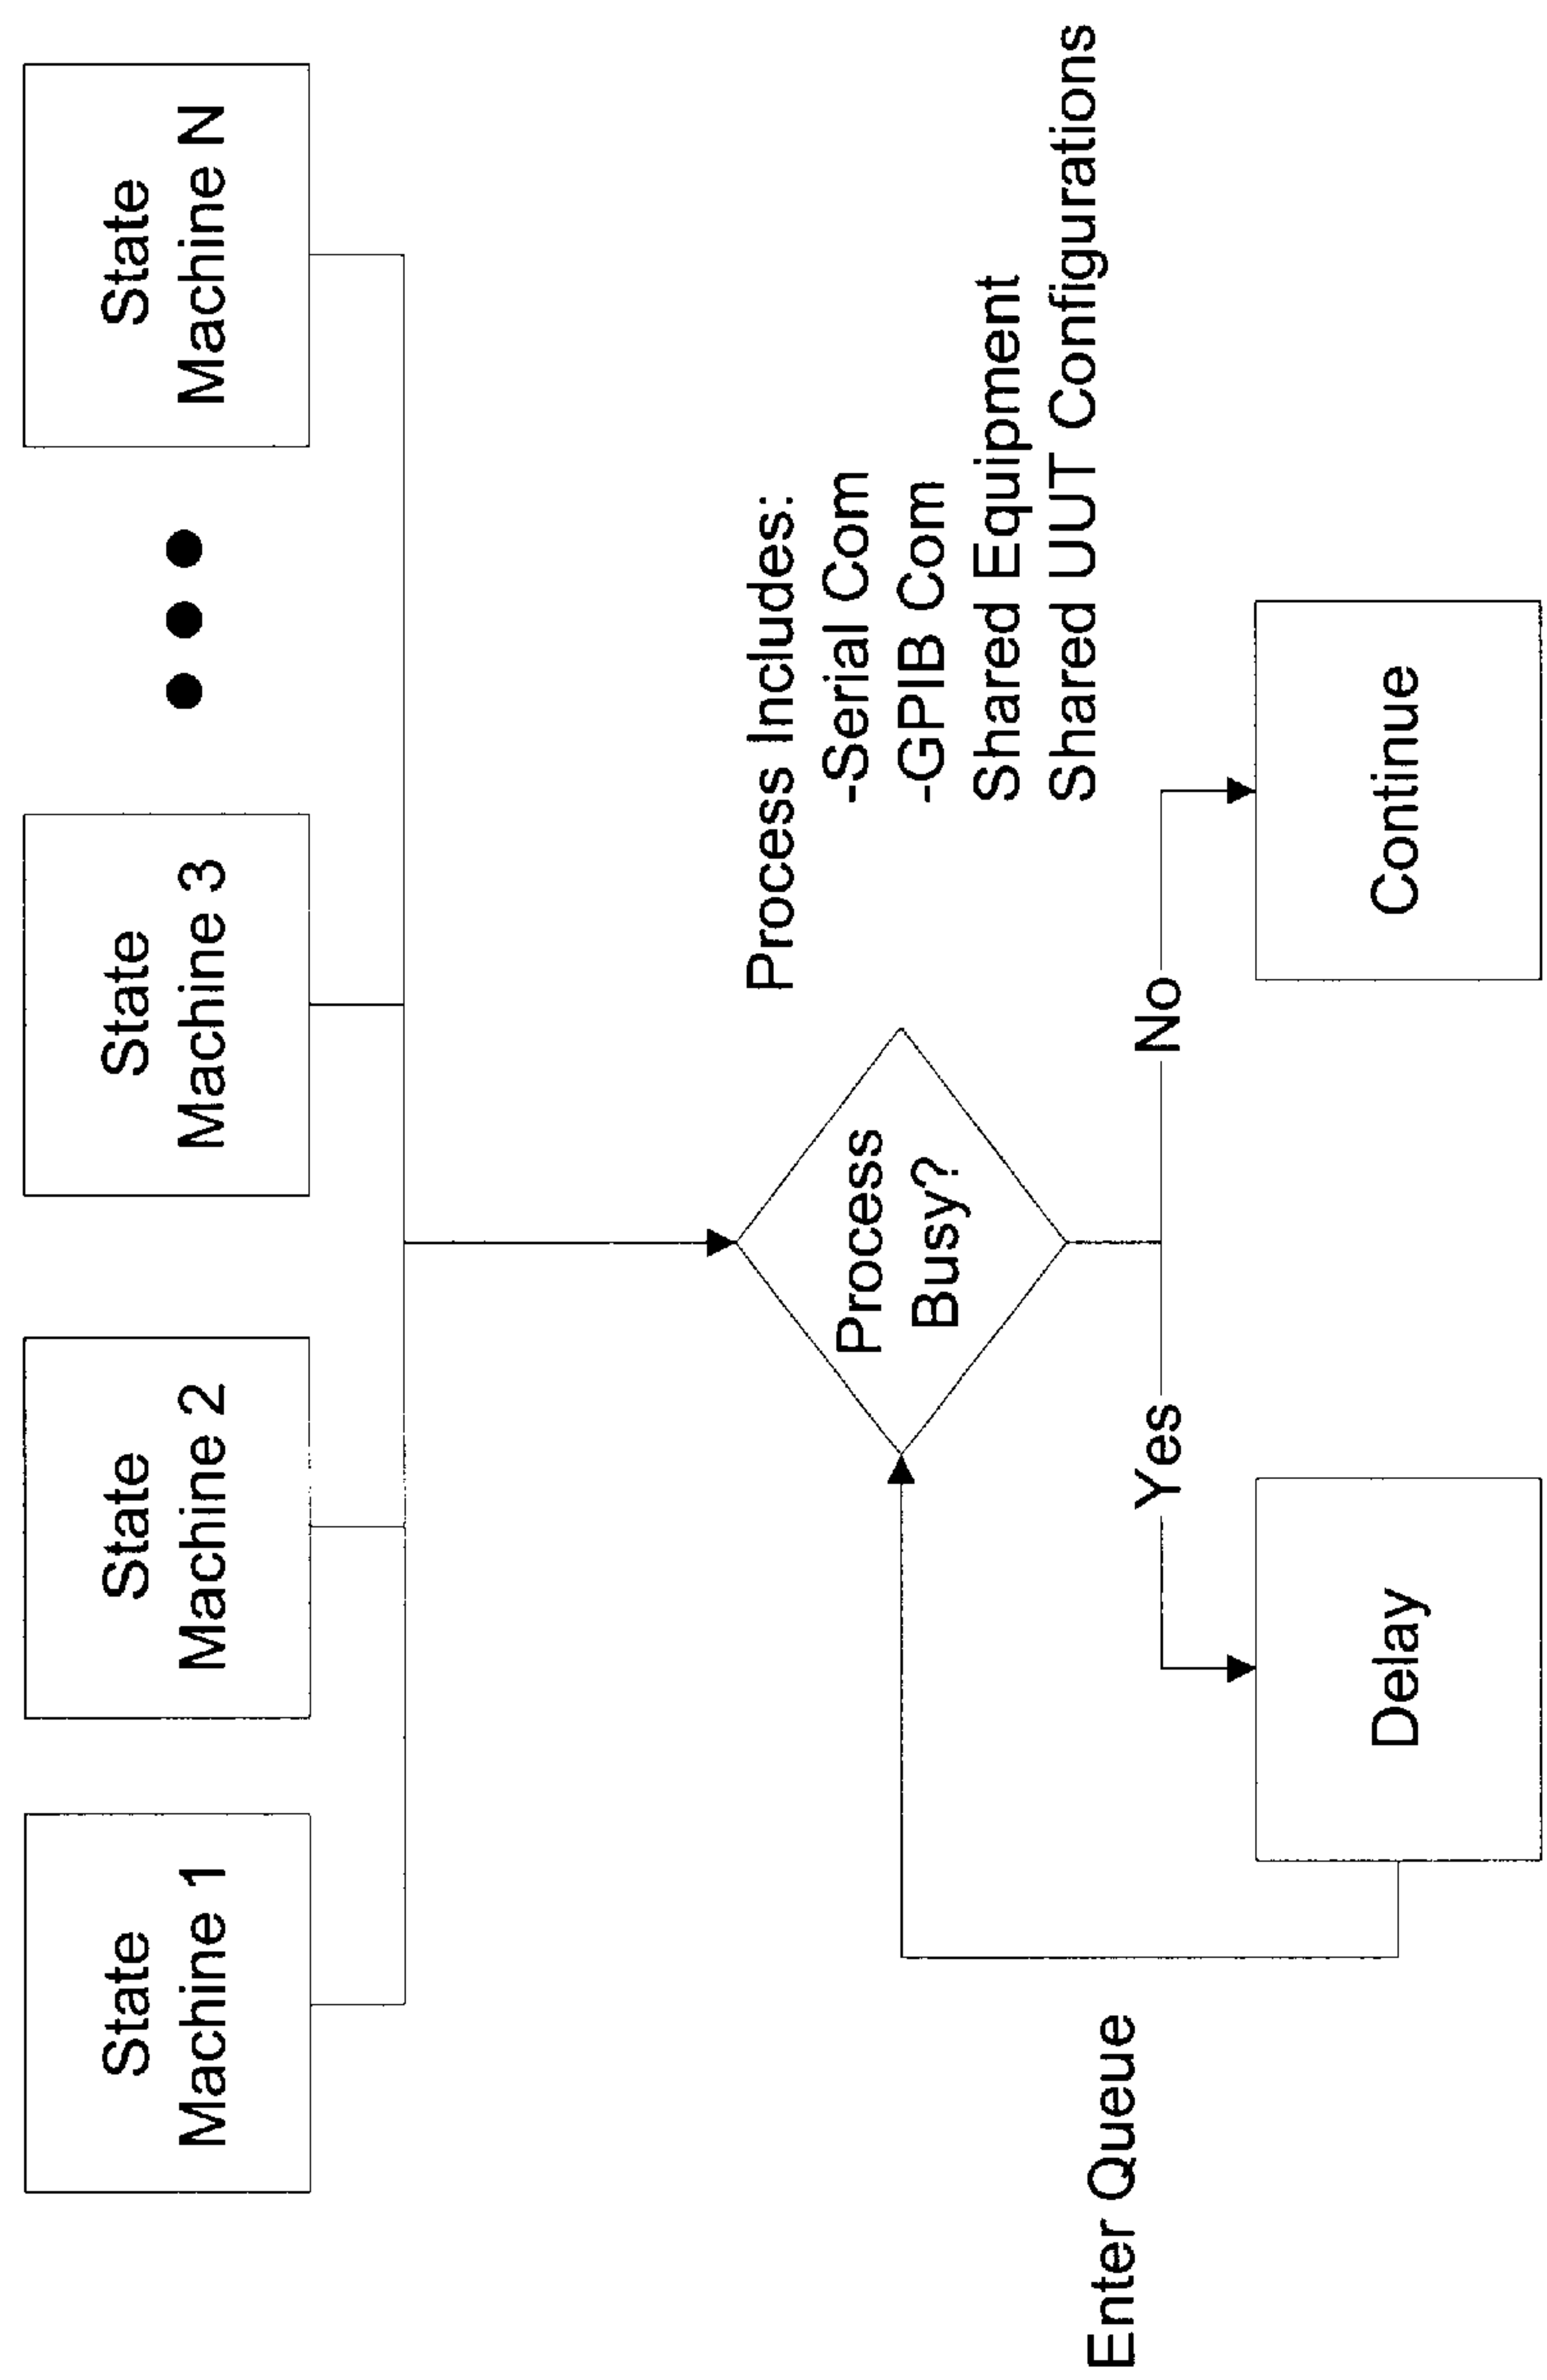 State
Machine 1
State
Machine 2
State
Machine 3
State
Machine N
Process Includes:
-Serial Com
-GPIB Com
Shared Equipment
Shared UUT Configurations
Process
Busy?
Yes
No
Enter Queue
Delay
Continue